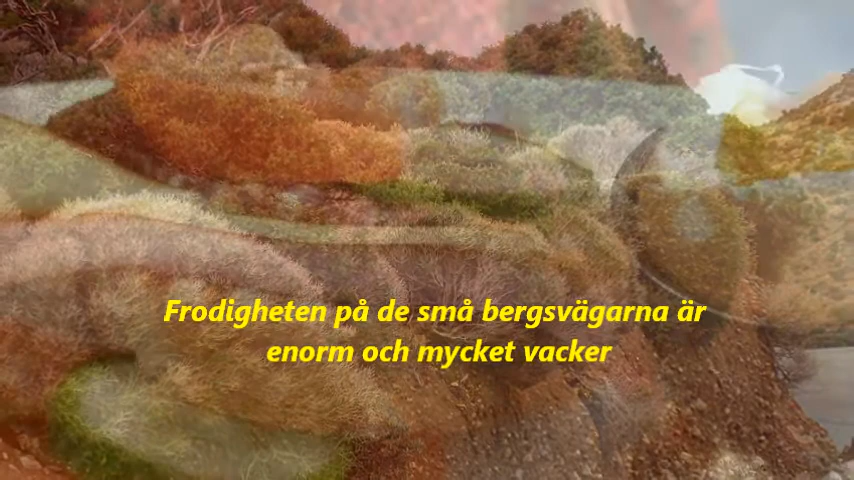 Frodigheten på de små bergsvägarna är
enorm och mycket vacker